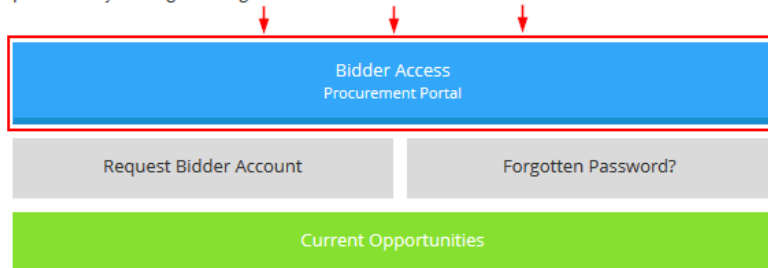 Bidder Access
Procurement Portal
Request Bidder Account
Forgotten Password?
Current Opportunities